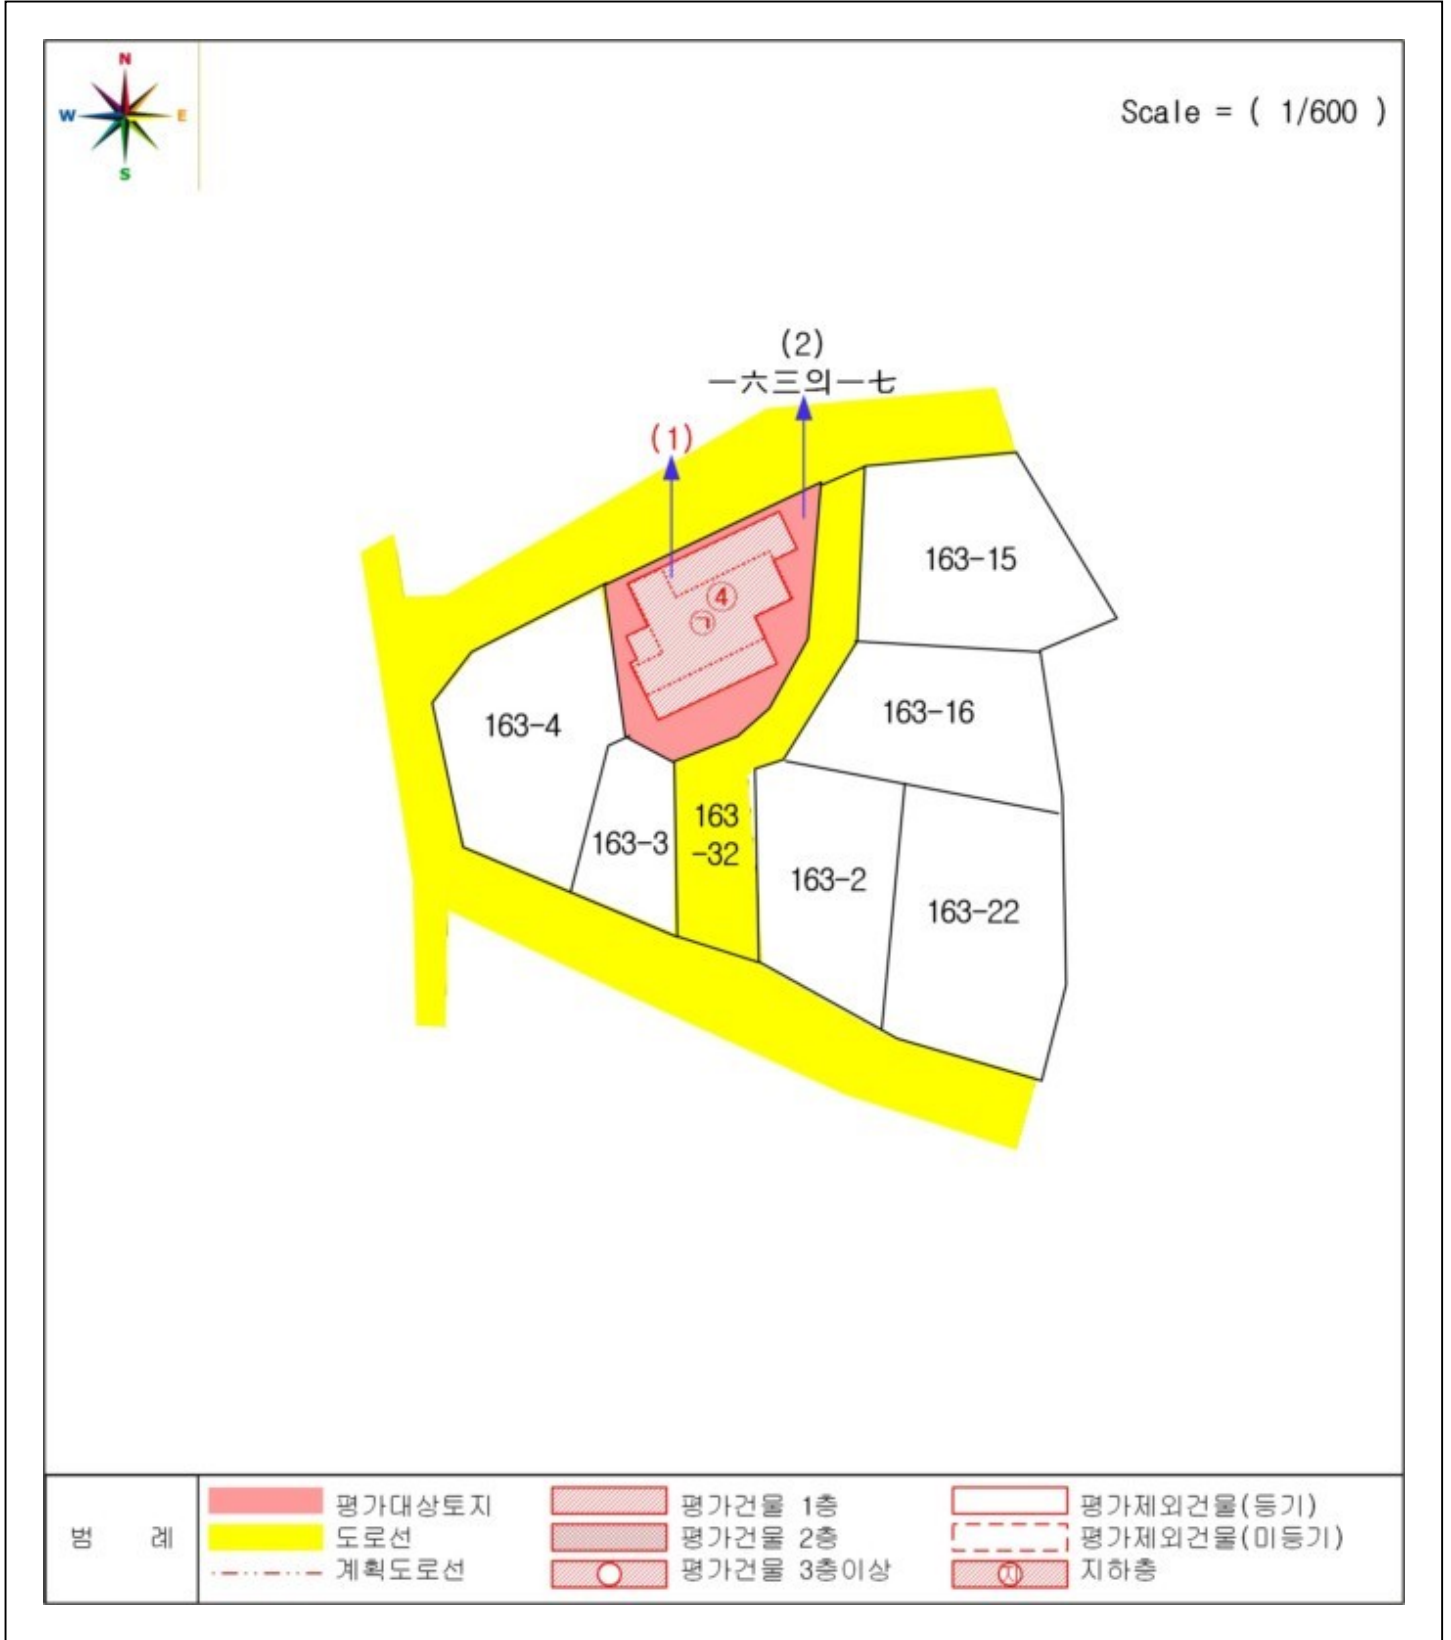 N
W E
S
Scale = ( 1/600 )
(2)
一六三의一七
(1)
163-15
4
ㄱ
163-16
163-4
163
-32
163-3
163-2
163-22
범 례
평가대상토지
도로선
계획도로선
평가건물 1층
평가건물 2층
평가건물 3층이상
평가제외건물(등기)
평가제외건물(미등기)
지 지하층